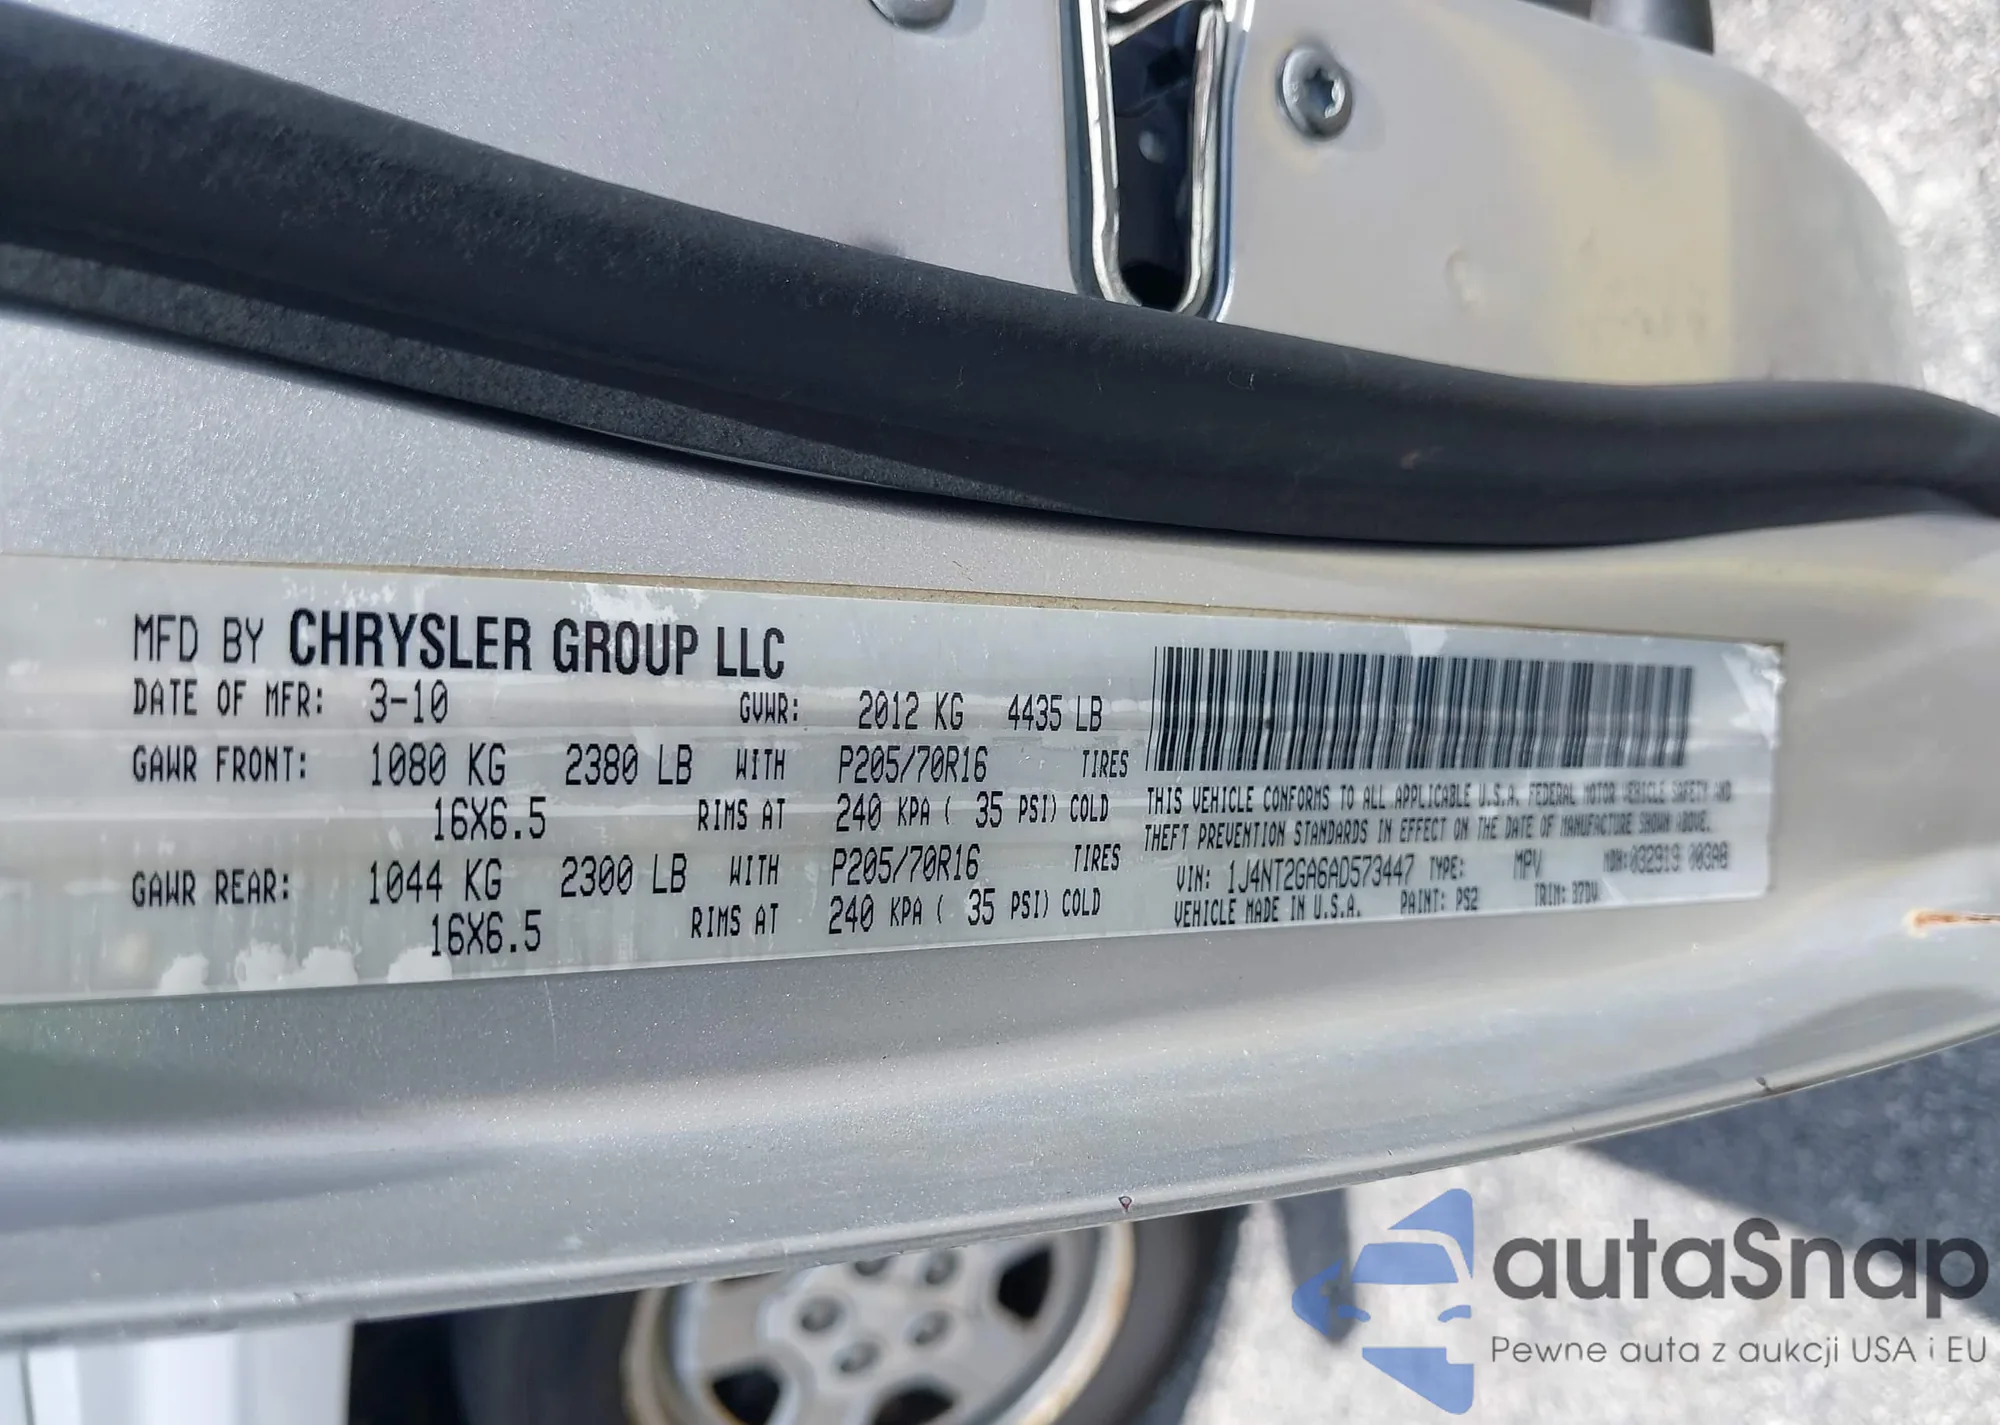 MFD BY CHRYSLER GROUP LLC
DATE OF MFR: 3-10 GVWR: 2012 KG 4435 LB
GAWR FRONT: 1080 KG 2380 LB WITH P205/70R16 TIRES
16X6.5 RIMS AT 240 KPA ( 35 PSI) COLD
GAWR REAR: 1044 KG 2300 LB WITH P205/70R16 TIRES
16X6.5 RIMS AT 240 KPA ( 35 PSI) COLD
THIS VEHICLE CONFORMS TO ALL APPLICABLE U.S.A. FEDERAL MOTOR VEHICLE SAFETY AND
THEFT PREVENTION STANDARDS IN EFFECT ON THE DATE OF MANUFACTURE SHOWN ABOVE.
VIN: 1J4NT2GA6AD573447 TYPE: MPV MDH:032919 003AB
VEHICLE MADE IN U.S.A. PAINT: PS2 TRIM:
autaSnap
Pewne auta z aukcji USA i EU